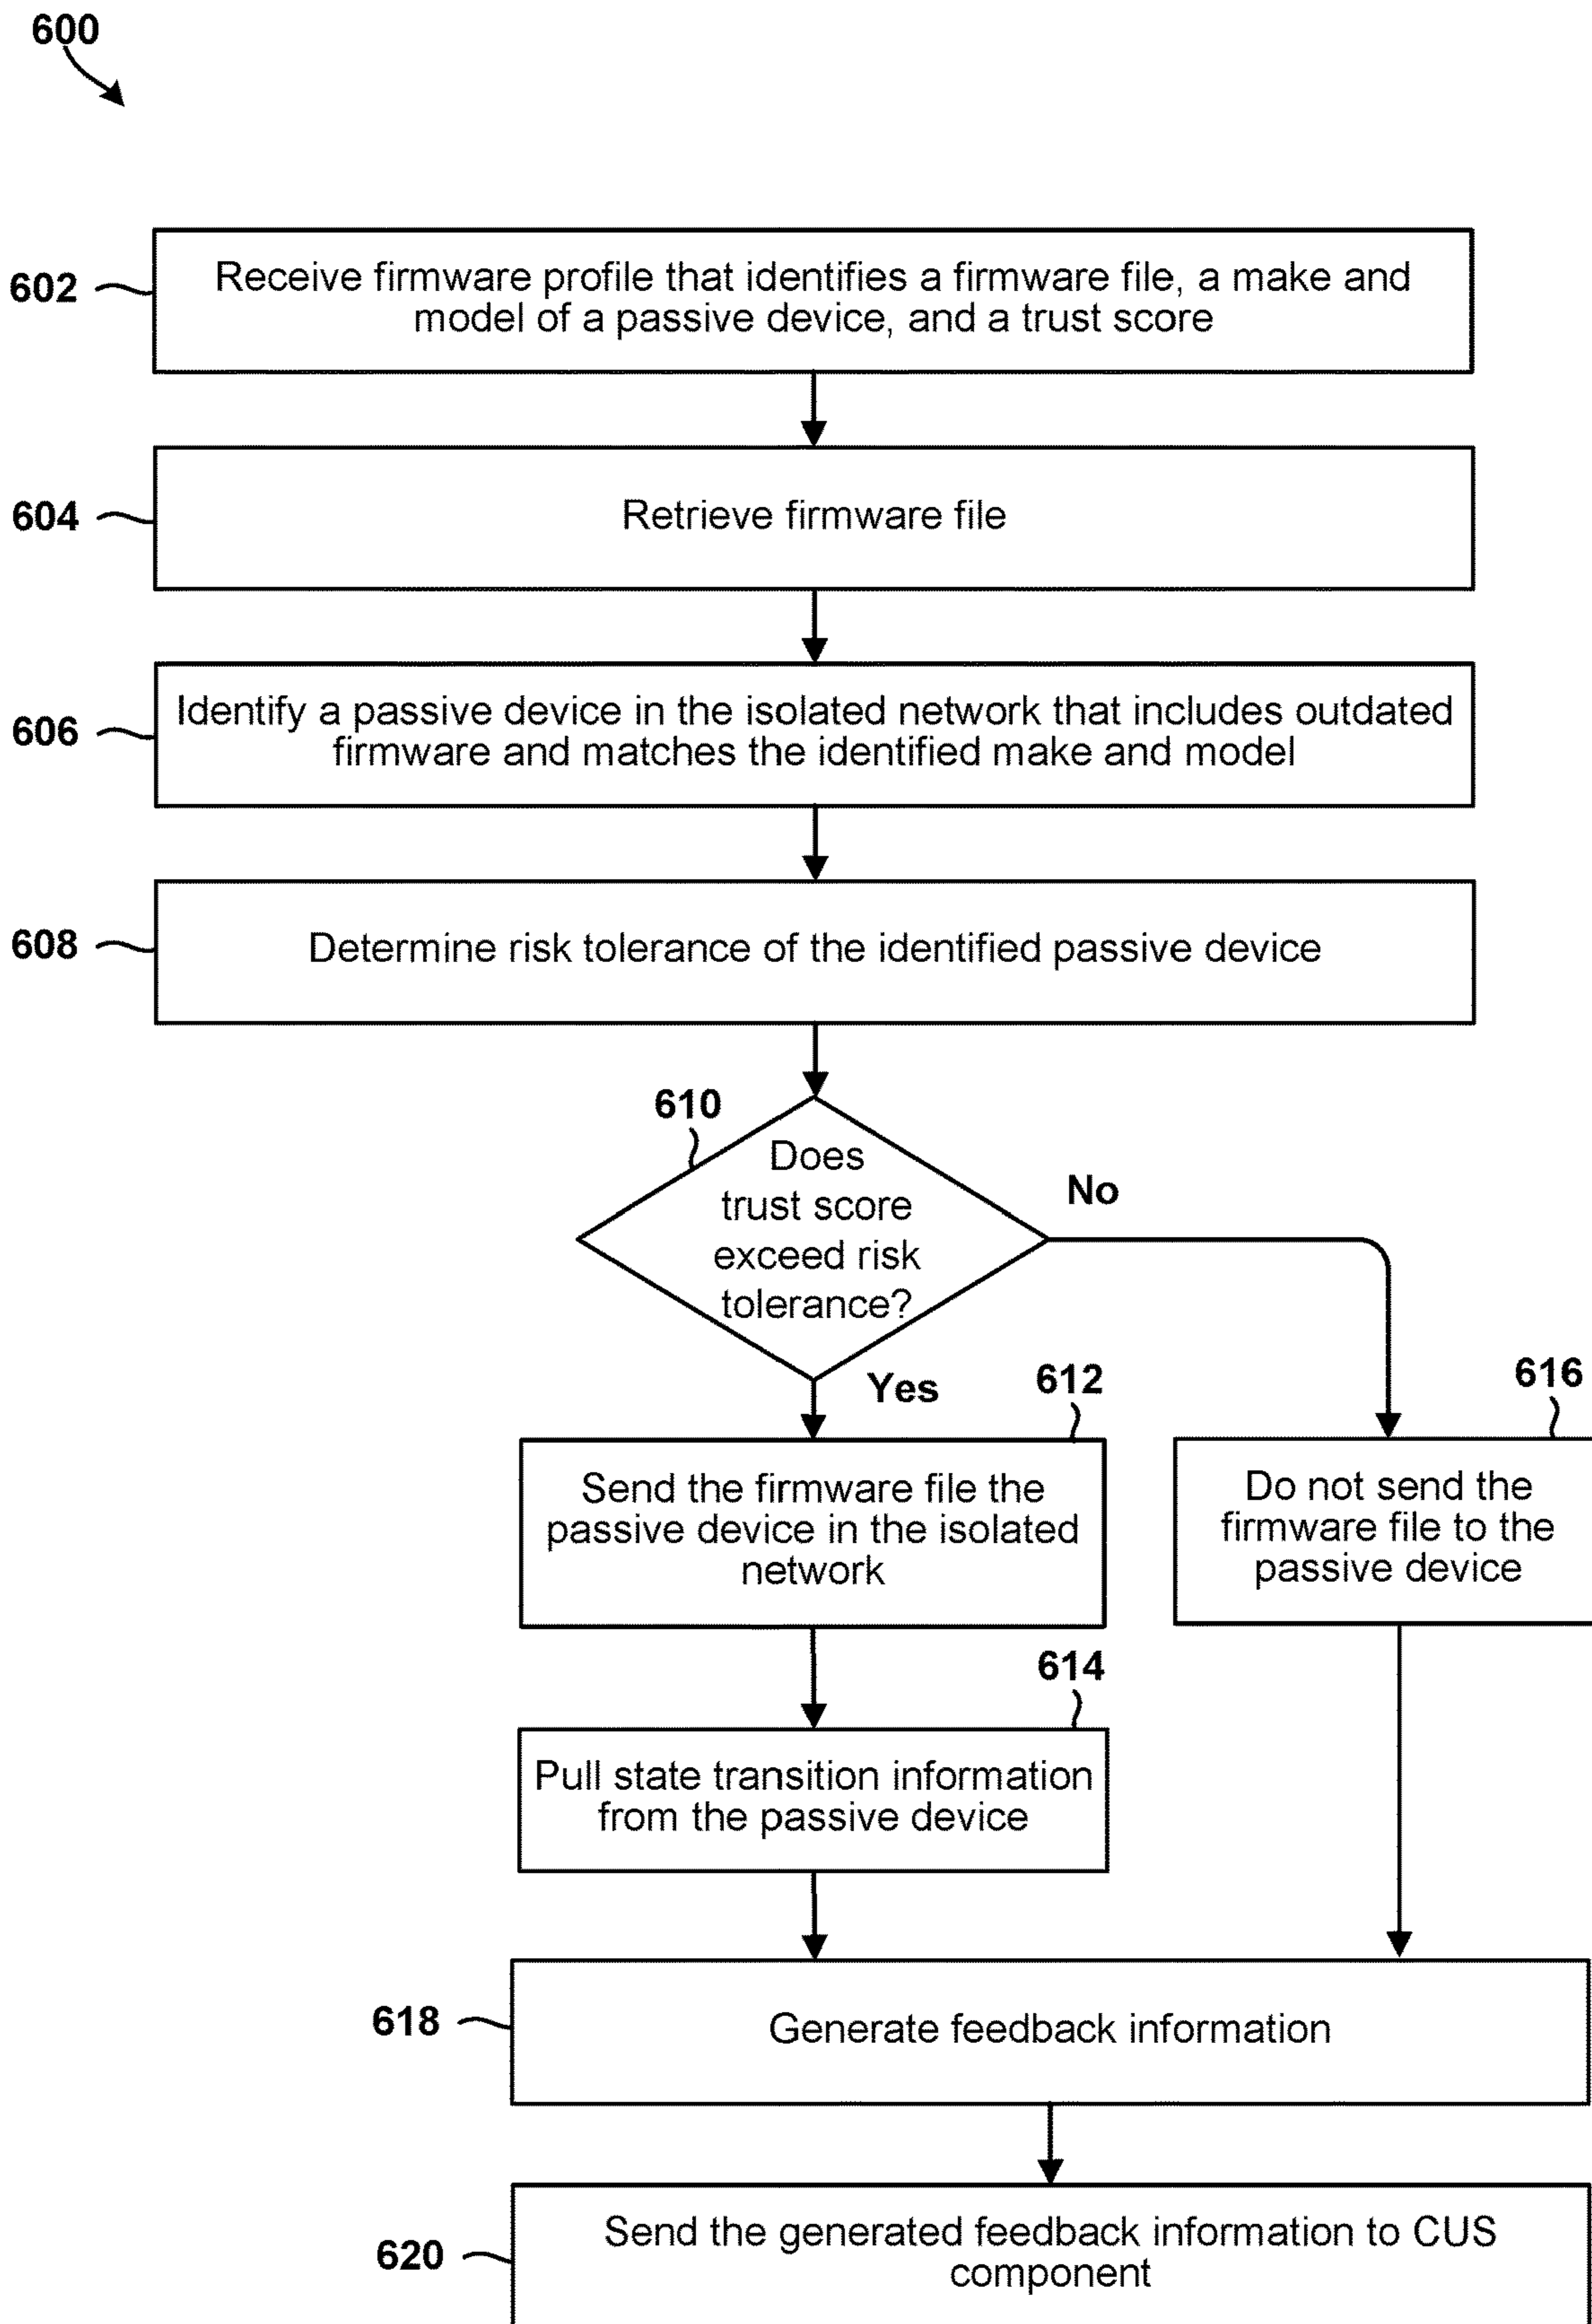 600
602
Receive firmware profile that identifies a firmware file, a make and
model of a passive device, and a trust score
604
Retrieve firmware file
606
Identify a passive device in the isolated network that includes outdated
firmware and matches the identified make and model
608
Determine risk tolerance of the identified passive device
610
Does
trust score
exceed risk
tolerance?
No
Yes
612
Send the firmware file the
passive device in the isolated
network
616
Do not send the
firmware file to the
passive device
614
Pull state transition information
from the passive device
618
Generate feedback information
620
Send the generated feedback information to CUS
component